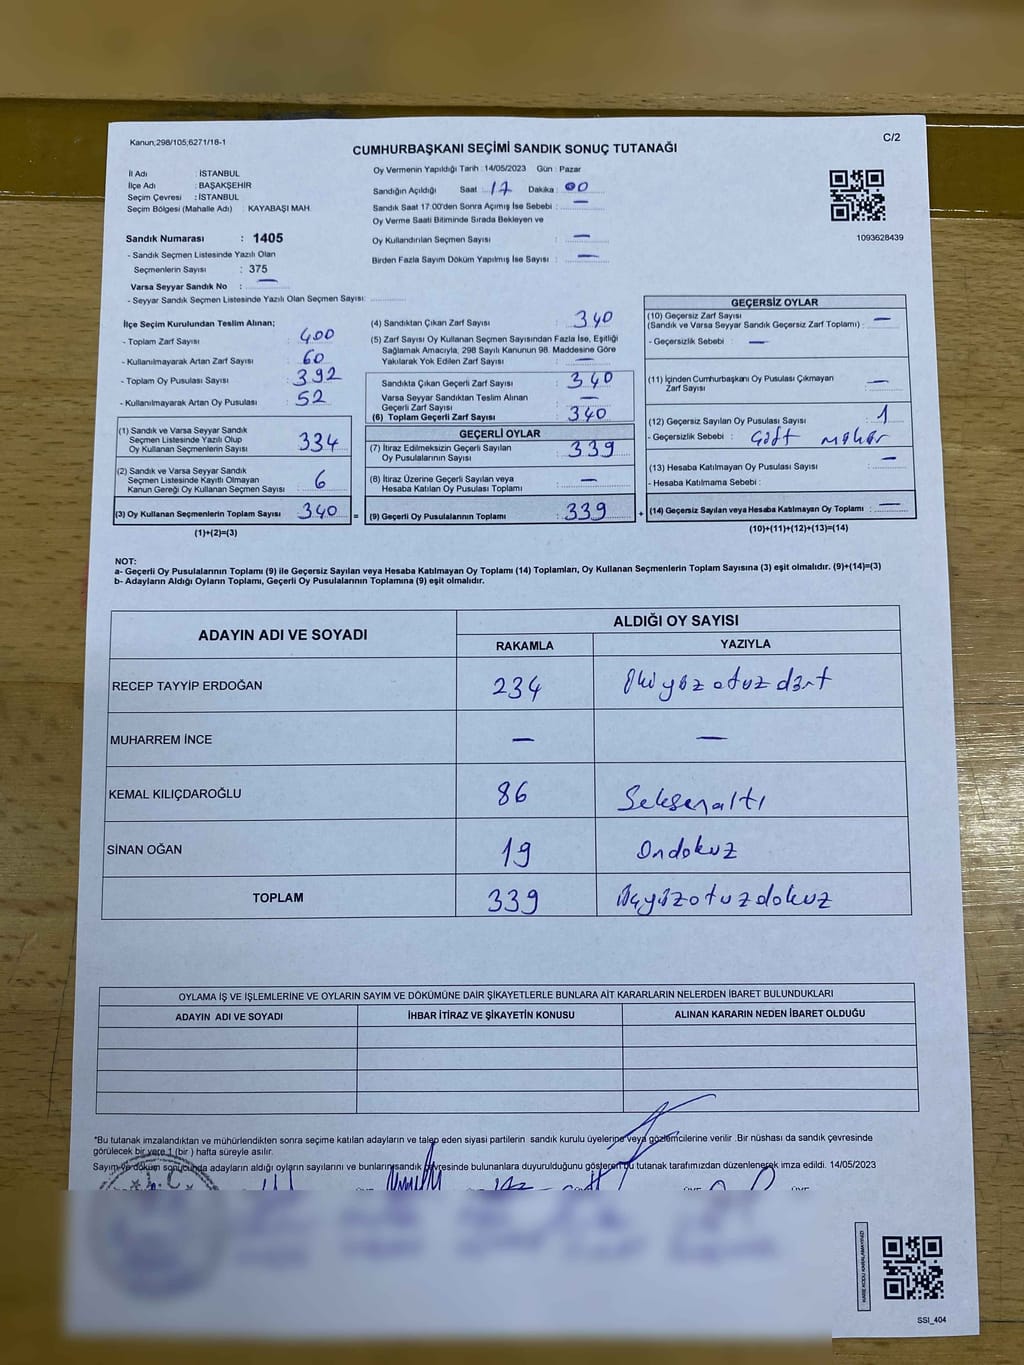 Kanun;298/105;6271/18-1
C/2
CUMHURBAŞKANI SEÇİMİ SANDIK SONUÇ TUTANAĞI
İl Adı : İSTANBUL
İlçe Adı : BAŞAKŞEHİR
Seçim Çevresi : İSTANBUL
Seçim Bölgesi (Mahalle Adı) : KAYABAŞI MAH.
Sandık Numarası : 1405
- Sandık Seçmen Listesinde Yazılı Olan
Seçmenlerin Sayısı : 375
Varsa Seyyar Sandık No : —
- Seyyar Sandık Seçmen Listesinde Yazılı Olan Seçmen Sayısı:
Oy Vermenin Yapıldığı Tarih : 14/05/2023 Gün : Pazar
Sandığın Açıldığı Saat : 17 Dakika : 00
Sandık Saat 17:00'den Sonra Açımış İse Sebebi : —
Oy Verme Saati Bitiminde Sırada Bekleyen ve
Oy Kullandırılan Seçmen Sayısı : —
Birden Fazla Sayım Döküm Yapılmış İse Sayısı : —
1093628439
İlçe Seçim Kurulundan Teslim Alınan;
- Toplam Zarf Sayısı : 400
- Kullanılmayarak Artan Zarf Sayısı : 60
- Toplam Oy Pusulası Sayısı : 392
- Kullanılmayarak Artan Oy Pusulası : 52
(1) Sandık ve Varsa Seyyar Sandık
Seçmen Listesinde Yazılı Olup
Oy Kullanan Seçmenlerin Sayısı : 334
(2) Sandık ve Varsa Seyyar Sandık
Seçmen Listesinde Kayıtlı Olmayan
Kanun Gereği Oy Kullanan Seçmen Sayısı : 6
(3) Oy Kullanan Seçmenlerin Toplam Sayısı : 340
(1)+(2)=(3)
(4) Sandıktan Çıkan Zarf Sayısı : 340
(5) Zarf Sayısı Oy Kullanan Seçmen Sayısından Fazla İse, Eşitliği
Sağlamak Amacıyla, 298 Sayılı Kanunun 98. Maddesine Göre
Yakılarak Yok Edilen Zarf Sayısı : —
Sandıkta Çıkan Geçerli Zarf Sayısı : 340
Varsa Seyyar Sandıktan Teslim Alınan
Geçerli Zarf Sayısı : —
(6) Toplam Geçerli Zarf Sayısı : 340
GEÇERLİ OYLAR
(7) İtiraz Edilmeksizin Geçerli Sayılan
Oy Pusulalarının Sayısı : 339
(8) İtiraz Üzerine Geçerli Sayılan veya
Hesaba Katılan Oy Pusulası Toplamı : —
= (9) Geçerli Oy Pusulalarının Toplamı : 339
GEÇERSİZ OYLAR
(10) Geçersiz Zarf Sayısı
(Sandık ve Varsa Seyyar Sandık Geçersiz Zarf Toplamı) : —
- Geçersizlik Sebebi : —
(11) İçinden Cumhurbaşkanı Oy Pusulası Çıkmayan
Zarf Sayısı : —
(12) Geçersiz Sayılan Oy Pusulası Sayısı : 1
- Geçersizlik Sebebi : Çift mühür
(13) Hesaba Katılmayan Oy Pusulası Sayısı : —
- Hesaba Katılmama Sebebi :
+ (14) Geçersiz Sayılan veya Hesaba Katılmayan Oy Toplamı : —
(10)+(11)+(12)+(13)=(14)
NOT:
a- Geçerli Oy Pusulalarının Toplamı (9) ile Geçersiz Sayılan veya Hesaba Katılmayan Oy Toplamı (14) Toplamları, Oy Kullanan Seçmenlerin Toplam Sayısına (3) eşit olmalıdır. (9)+(14)=(3)
b- Adayların Aldığı Oyların Toplamı, Geçerli Oy Pusulalarının Toplamına (9) eşit olmalıdır.
ADAYIN ADI VE SOYADI ALDIĞI OY SAYISI
RAKAMLA YAZIYLA
RECEP TAYYİP ERDOĞAN 234 İkiyüzotuzdört
MUHARREM İNCE — —
KEMAL KILIÇDAROĞLU 86 Seksenaltı
SİNAN OĞAN 19 Ondokuz
TOPLAM 339 Üçyüzotuzdokuz
OYLAMA İŞ VE İŞLEMLERİNE VE OYLARIN SAYIM VE DÖKÜMÜNE DAİR ŞİKAYETLERLE BUNLARA AİT KARARLARIN NELERDEN İBARET BULUNDUKLARI
ADAYIN ADI VE SOYADI İHBAR İTİRAZ VE ŞİKAYETİN KONUSU ALINAN KARARIN NEDEN İBARET OLDUĞU
*Bu tutanak imzalandıktan ve mühürlendikten sonra seçime katılan adayların ve talep eden siyasi partilerin sandık kurulu üyelerine veya gözlemcilerine verilir .Bir nüshası da sandık çevresinde
görülecek bir yere 1 (bir ) hafta süreyle asılır.
Sayım ve döküm sonucunda adayların aldığı oyların sayılarını ve bunların sandık çevresinde bulunanlara duyurulduğunu gösteren bu tutanak tarafımızdan düzenlenerek imza edildi. 14/05/2023
T.C.
KARE KODU KARALAMAYINIZ!
SSI_404